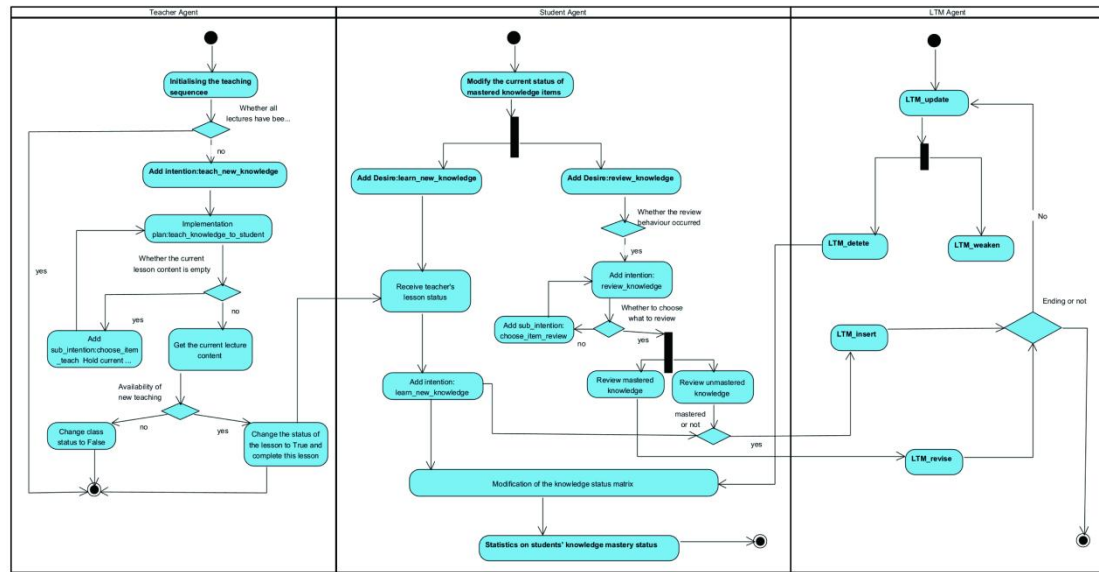 Teacher Agent
Student Agent
LTM Agent
Initialising the teaching
sequencee
Whether all
lectures have bee...
no
yes
Add intention:teach_new_knowledge
Implementation
plan:teach_knowledge_to_student
Whether the current
lesson content is empty
yes
no
Add
sub_intention:choose_item
_teach Hold current ...
Get the current lecture
content
Availability of
new teaching
no
yes
Change class
status to False
Change the status of
the lesson to True and
complete this lesson
Modify the current status of
mastered knowledge items
Add Desire:learn_new_knowledge
Add Desire:review_knowledge
Whether the review
behaviour occurred
yes
Receive teacher's
lesson status
Add intention:
review_knowledge
Whether to choose
what to review
Add sub_intention:
choose_item_review
no
yes
Add intention:
learn_new_knowledge
Review mastered
knowledge
Review unmastered
knowledge
mastered
or not
yes
Modification of the knowledge status matrix
Statistics on students' knowledge mastery status
LTM_update
LTM_detete
LTM_weaken
No
Ending or not
LTM_insert
LTM_revise